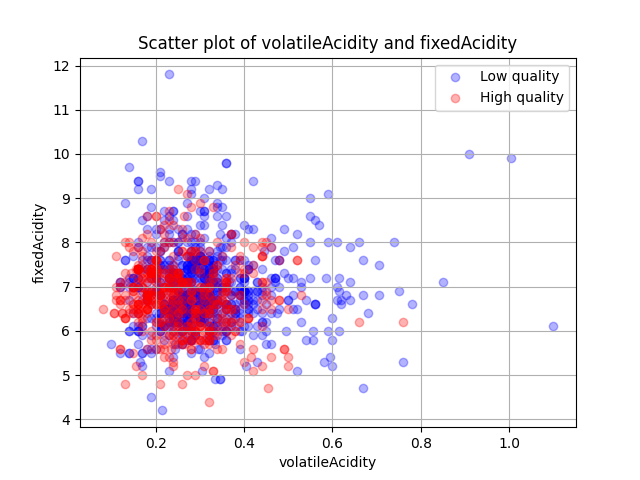 Scatter plot of volatileAcidity and fixedAcidity
Low quality
High quality
12
11
10
9
8
7
6
5
4
fixedAcidity
0.2 0.4 0.6 0.8 1.0
volatileAcidity